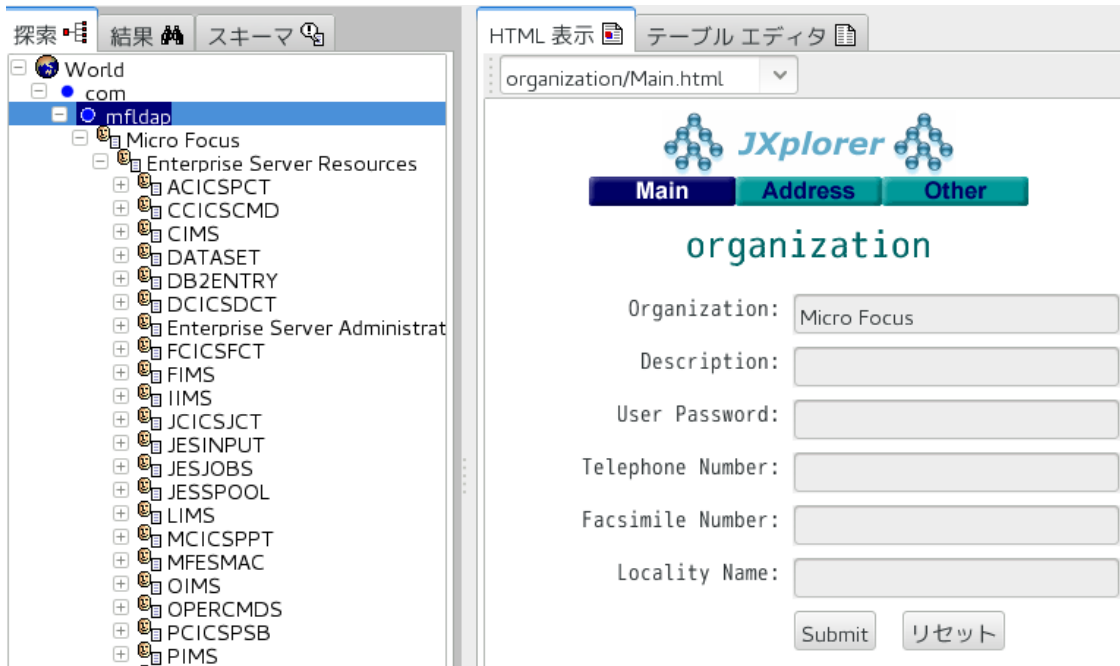 探索
結果
スキーマ
World
com
mfldap
Micro Focus
Enterprise Server Resources
ACICSPCT
CCICSCMD
CIMS
DATASET
DB2ENTRY
DCICSDCT
Enterprise Server Administrat
FCICSFCT
FIMS
IIMS
JCICSJCT
JESINPUT
JESJOBS
JESSPOOL
LIMS
MCICSPPT
MFESMAC
OIMS
OPERCMDS
PCICSPSB
PIMS
HTML 表示
テーブル エディタ
organization/Main.html
JXplorer
Main Address Other
organization
Organization: Micro Focus
Description:
User Password:
Telephone Number:
Facsimile Number:
Locality Name:
Submit リセット